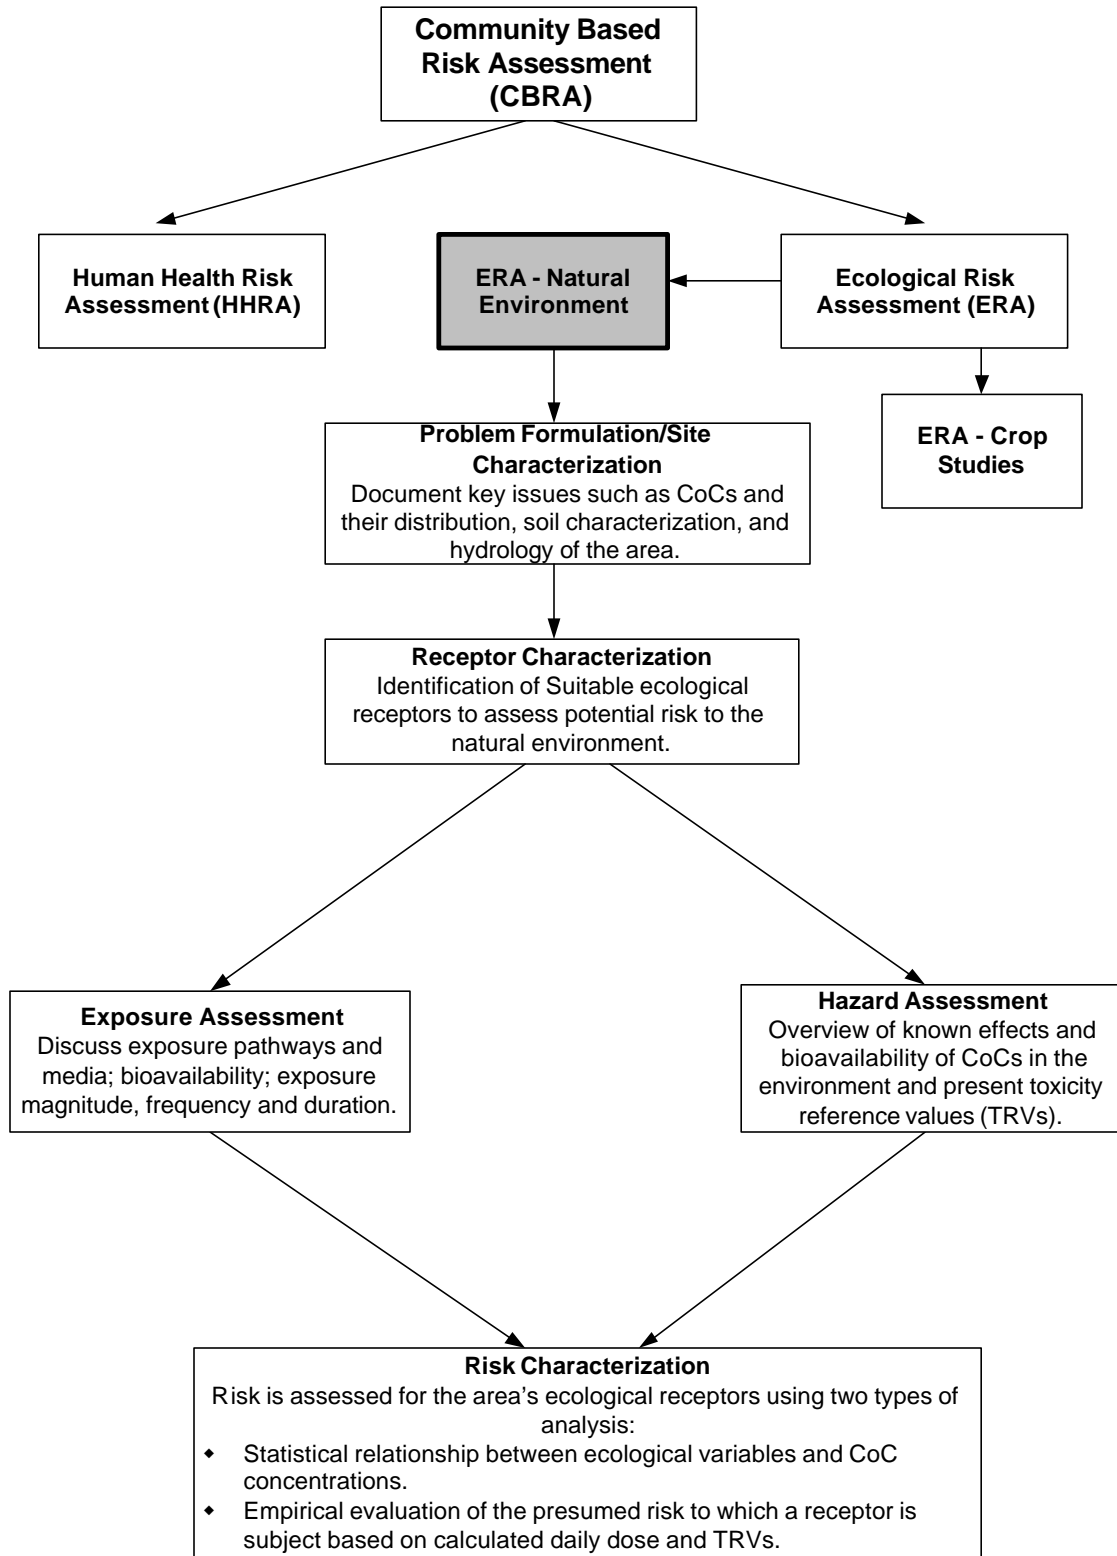 Community Based
Risk Assessment
(CBRA)
Human Health Risk
Assessment (HHRA)
ERA - Natural
Environment
Ecological Risk
Assessment (ERA)
ERA - Crop
Studies
Problem Formulation/Site
Characterization
Document key issues such as CoCs and
their distribution, soil characterization, and
hydrology of the area.
Receptor Characterization
Identification of Suitable ecological
receptors to assess potential risk to the
natural environment.
Exposure Assessment
Discuss exposure pathways and
media; bioavailability; exposure
magnitude, frequency and duration.
Hazard Assessment
Overview of known effects and
bioavailability of CoCs in the
environment and present toxicity
reference values (TRVs).
Risk Characterization
Risk is assessed for the area’s ecological receptors using two types of
analysis:
◆ Statistical relationship between ecological variables and CoC
concentrations.
◆ Empirical evaluation of the presumed risk to which a receptor is
subject based on calculated daily dose and TRVs.